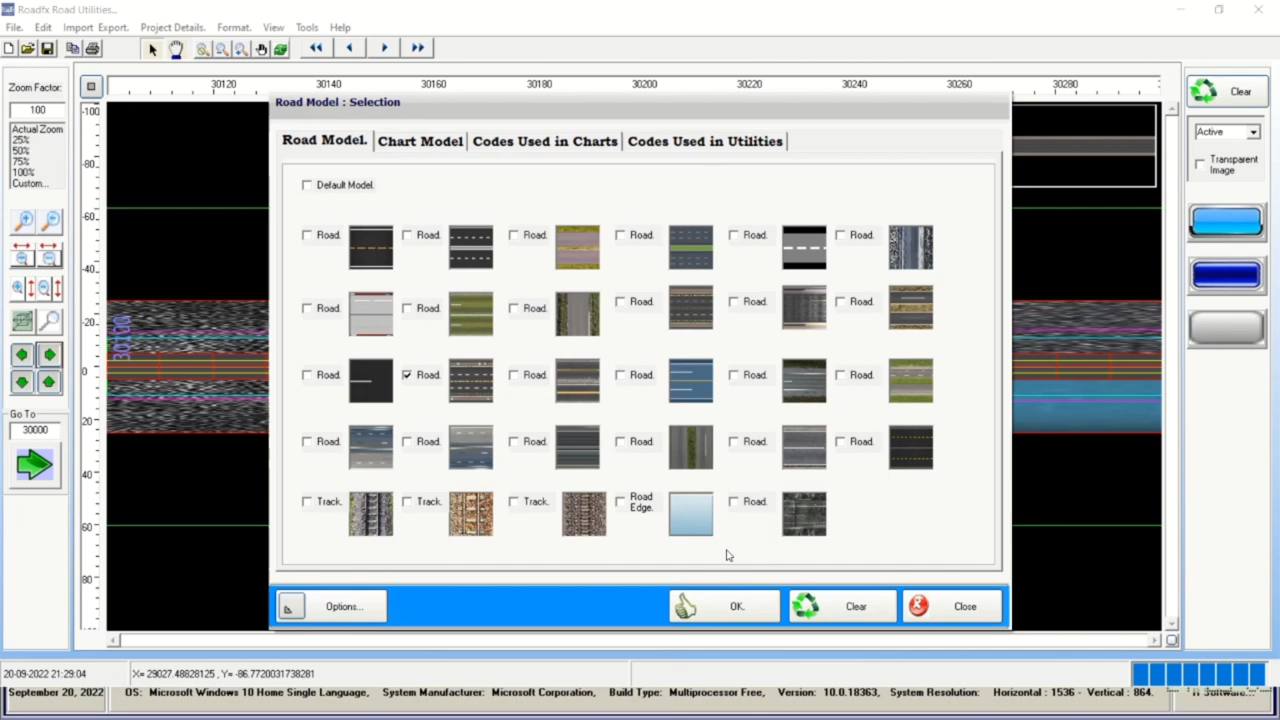 Roadfx Road Utilities...
File. Edit Import Export. Project Details. Format. View Tools Help
Zoom Factor:
100
Actual Zoom
25%
50%
75%
100%
Custom...
Go To
30000
30120 30140 30160 30180 30200 30220 30240 30260 30280
-100
-80
-60
-40
-20
0
20
40
60
80
30100
Road Model : Selection
Road Model. Chart Model Codes Used in Charts Codes Used in Utilities
Default Model.
Road. Road. Road. Road. Road. Road.
Road. Road. Road. Road. Road. Road.
Road. Road. Road. Road. Road. Road.
Road. Road. Road. Road. Road. Road.
Track. Track. Track. Road Edge. Road.
Options... OK. Clear Close
Clear
Active
Transparent
Image
20-09-2022 21:29:04 X= 29027.48828125 , Y= -86.7720031738281
September 20, 2022 OS: Microsoft Windows 10 Home Single Language, System Manufacturer: Microsoft Corporation, Build Type: Multiprocessor Free, Version: 10.0.18363, System Resolution: Horizontal : 1536 - Vertical : 864.